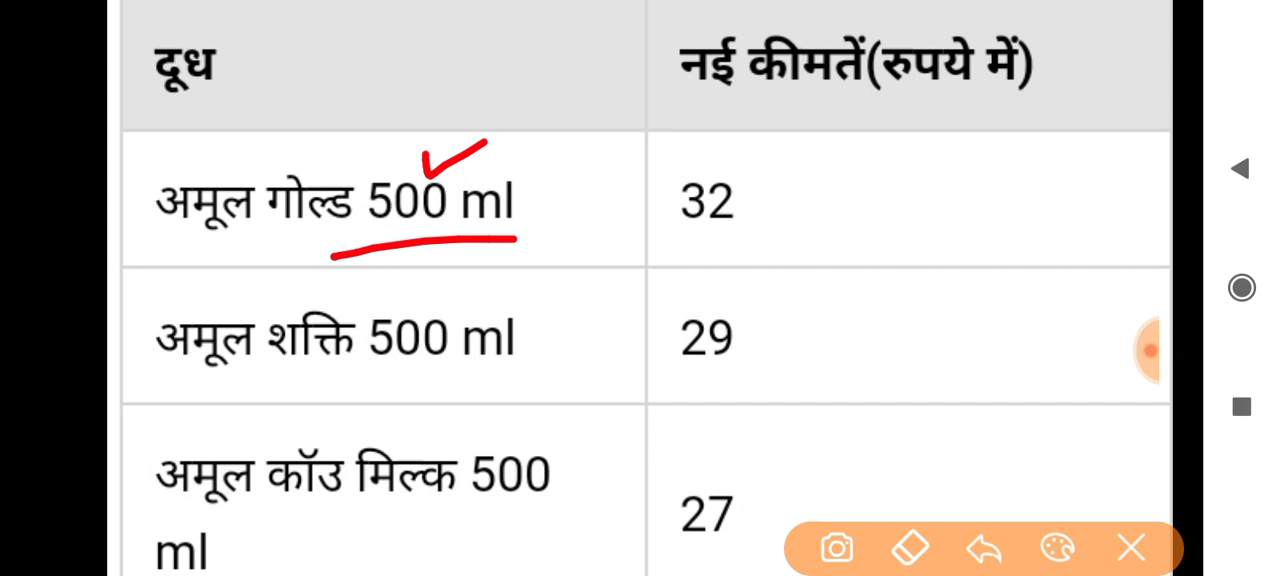 दूध
नई कीमतें(रुपये में)
अमूल गोल्ड 500 ml
32
अमूल शक्ति 500 ml
29
अमूल कॉउ मिल्क 500
ml
27